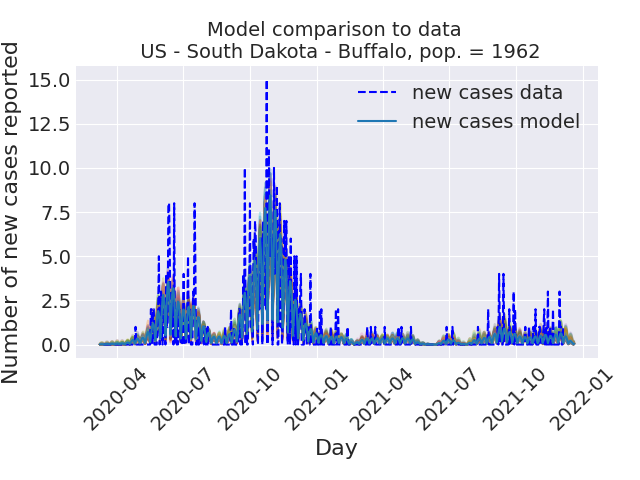 Model comparison to data
US - South Dakota - Buffalo, pop. = 1962
Number of new cases reported
15.0
12.5
10.0
7.5
5.0
2.5
0.0
new cases data
new cases model
2020-04
2020-07
2020-10
2021-01
2021-04
2021-07
2021-10
2022-01
Day